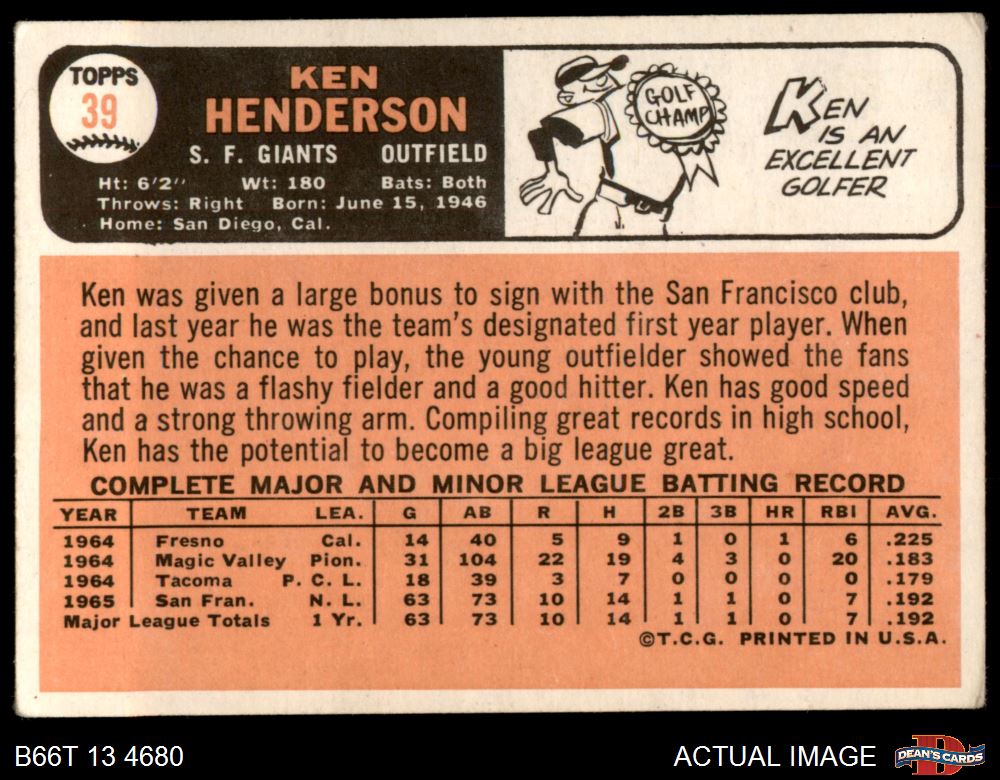 TOPPS
39
KEN
HENDERSON
S. F. GIANTS OUTFIELD
Ht: 6'2" Wt: 180 Bats: Both
Throws: Right Born: June 15, 1946
Home: San Diego, Cal.
GOLF
CHAMP
KEN
IS AN
EXCELLENT
GOLFER
Ken was given a large bonus to sign with the San Francisco club,
and last year he was the team's designated first year player. When
given the chance to play, the young outfielder showed the fans
that he was a flashy fielder and a good hitter. Ken has good speed
and a strong throwing arm. Compiling great records in high school,
Ken has the potential to become a big league great.
COMPLETE MAJOR AND MINOR LEAGUE BATTING RECORD
YEAR TEAM LEA. G AB R H 2B 3B HR RBI AVG.
1964 Fresno Cal. 14 40 5 9 1 0 1 6 .225
1964 Magic Valley Pion. 31 104 22 19 4 3 0 20 .183
1964 Tacoma P. C. L. 18 39 3 7 0 0 0 0 .179
1965 San Fran. N. L. 63 73 10 14 1 1 0 7 .192
Major League Totals 1 Yr. 63 73 10 14 1 1 0 7 .192
©T.C.G. PRINTED IN U.S.A.
B66T 13 4680
ACTUAL IMAGE
DEAN'S CARDS